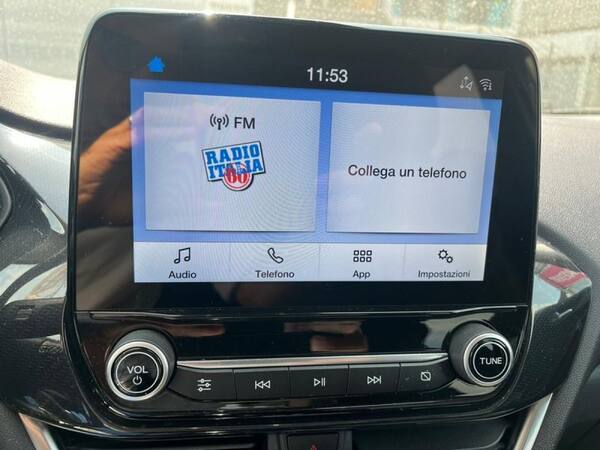 11:53
FM
RADIO
ITALIA
60
Collega un telefono
Audio
Telefono
App
Impostazioni
VOL
TUNE